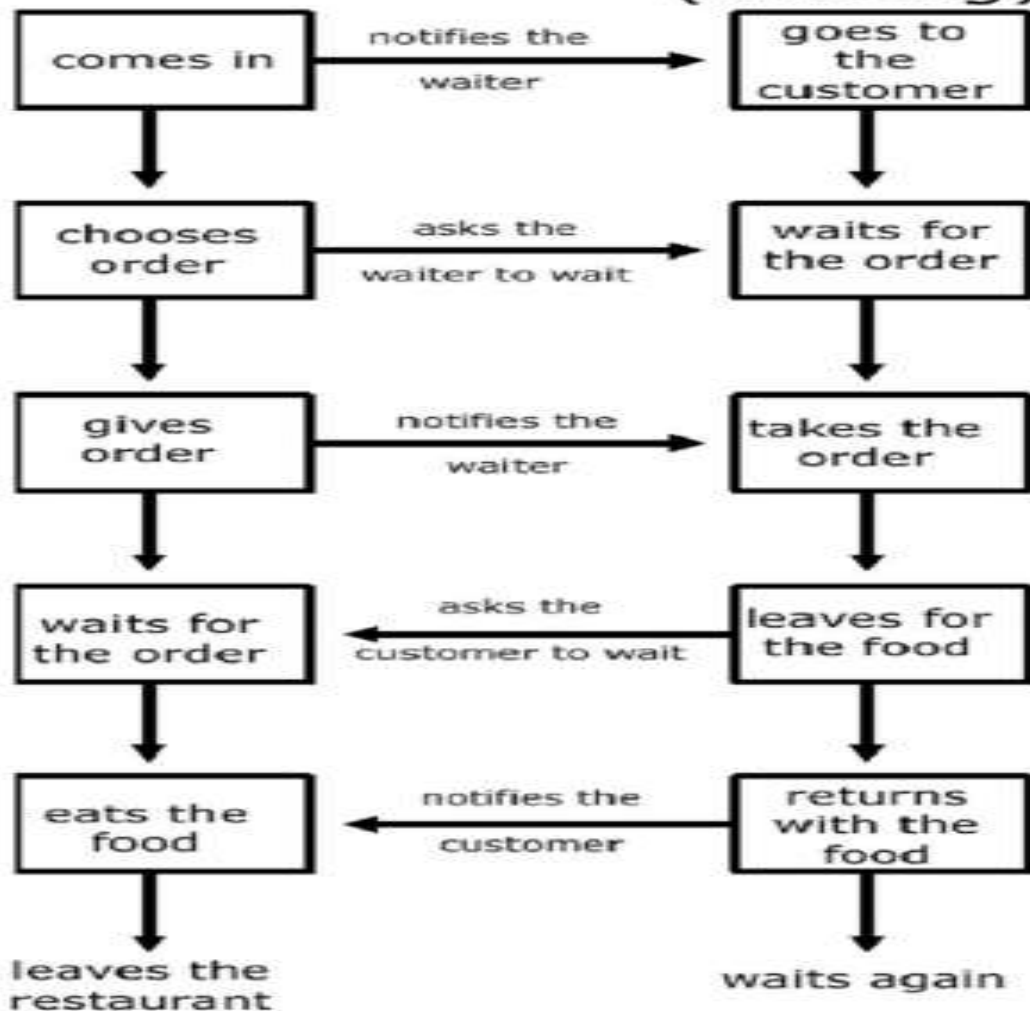 comes in
notifies the
waiter
goes to
the
customer
chooses
order
asks the
waiter to wait
waits for
the order
gives
order
notifies the
waiter
takes the
order
waits for
the order
asks the
customer to wait
leaves for
the food
eats the
food
notifies the
customer
returns
with the
food
leaves the
restaurant
waits again